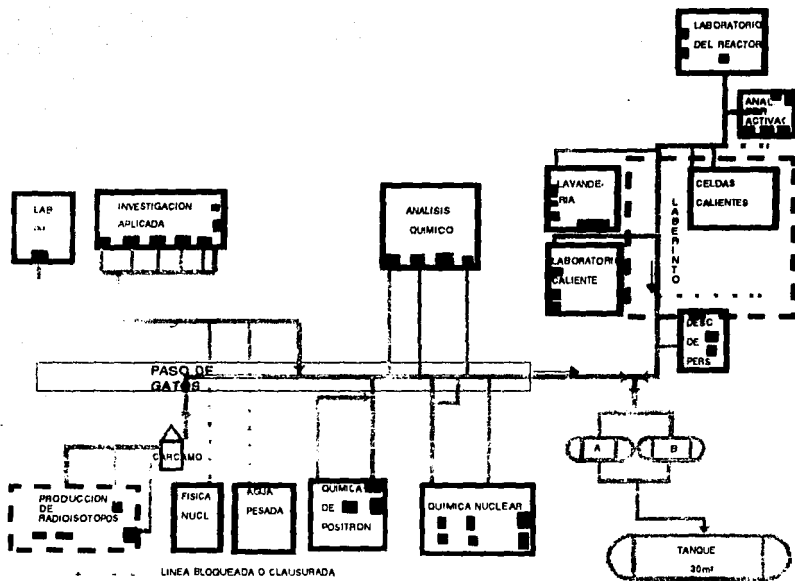 LABORATORIO
DEL REACTOR
ANAL
POR
ACTIVAC
LAVANDE-
RIA
CELDAS
CALIENTES
LABERINTO
LAB
INVESTIGACION
APLICADA
ANALISIS
QUIMICO
LABORATORI
CALIENTE
DESC
DE
PERS
PASO DE
GATOS
CARCAMO
A
B
PRODUCCION
DE
RADIOISOTOPOS
FISICA
NUCL
AGUA
PESADA
QUIMICA
DE
POSITRON
QUIMICA NUCLEAR
TANQUE
30m³
LINEA BLOQUEADA O CLAUSURADA